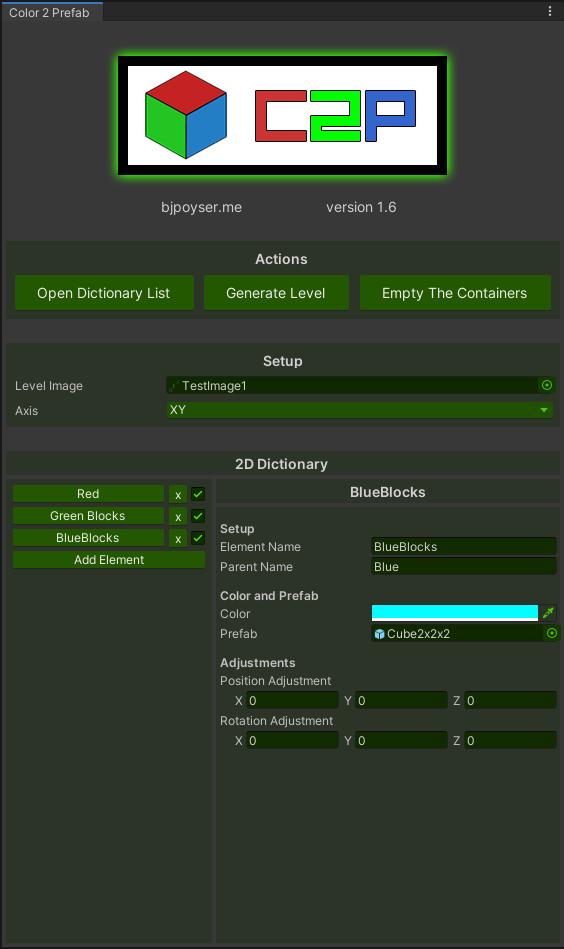 Color 2 Prefab
C2P
bjpoyser.me version 1.6
Actions
Open Dictionary List Generate Level Empty The Containers
Setup
Level Image TestImage1
Axis XY
2D Dictionary
Red x
Green Blocks x
BlueBlocks x
Add Element
BlueBlocks
Setup
Element Name BlueBlocks
Parent Name Blue
Color and Prefab
Color
Prefab Cube2x2x2
Adjustments
Position Adjustment
X 0 Y 0 Z 0
Rotation Adjustment
X 0 Y 0 Z 0